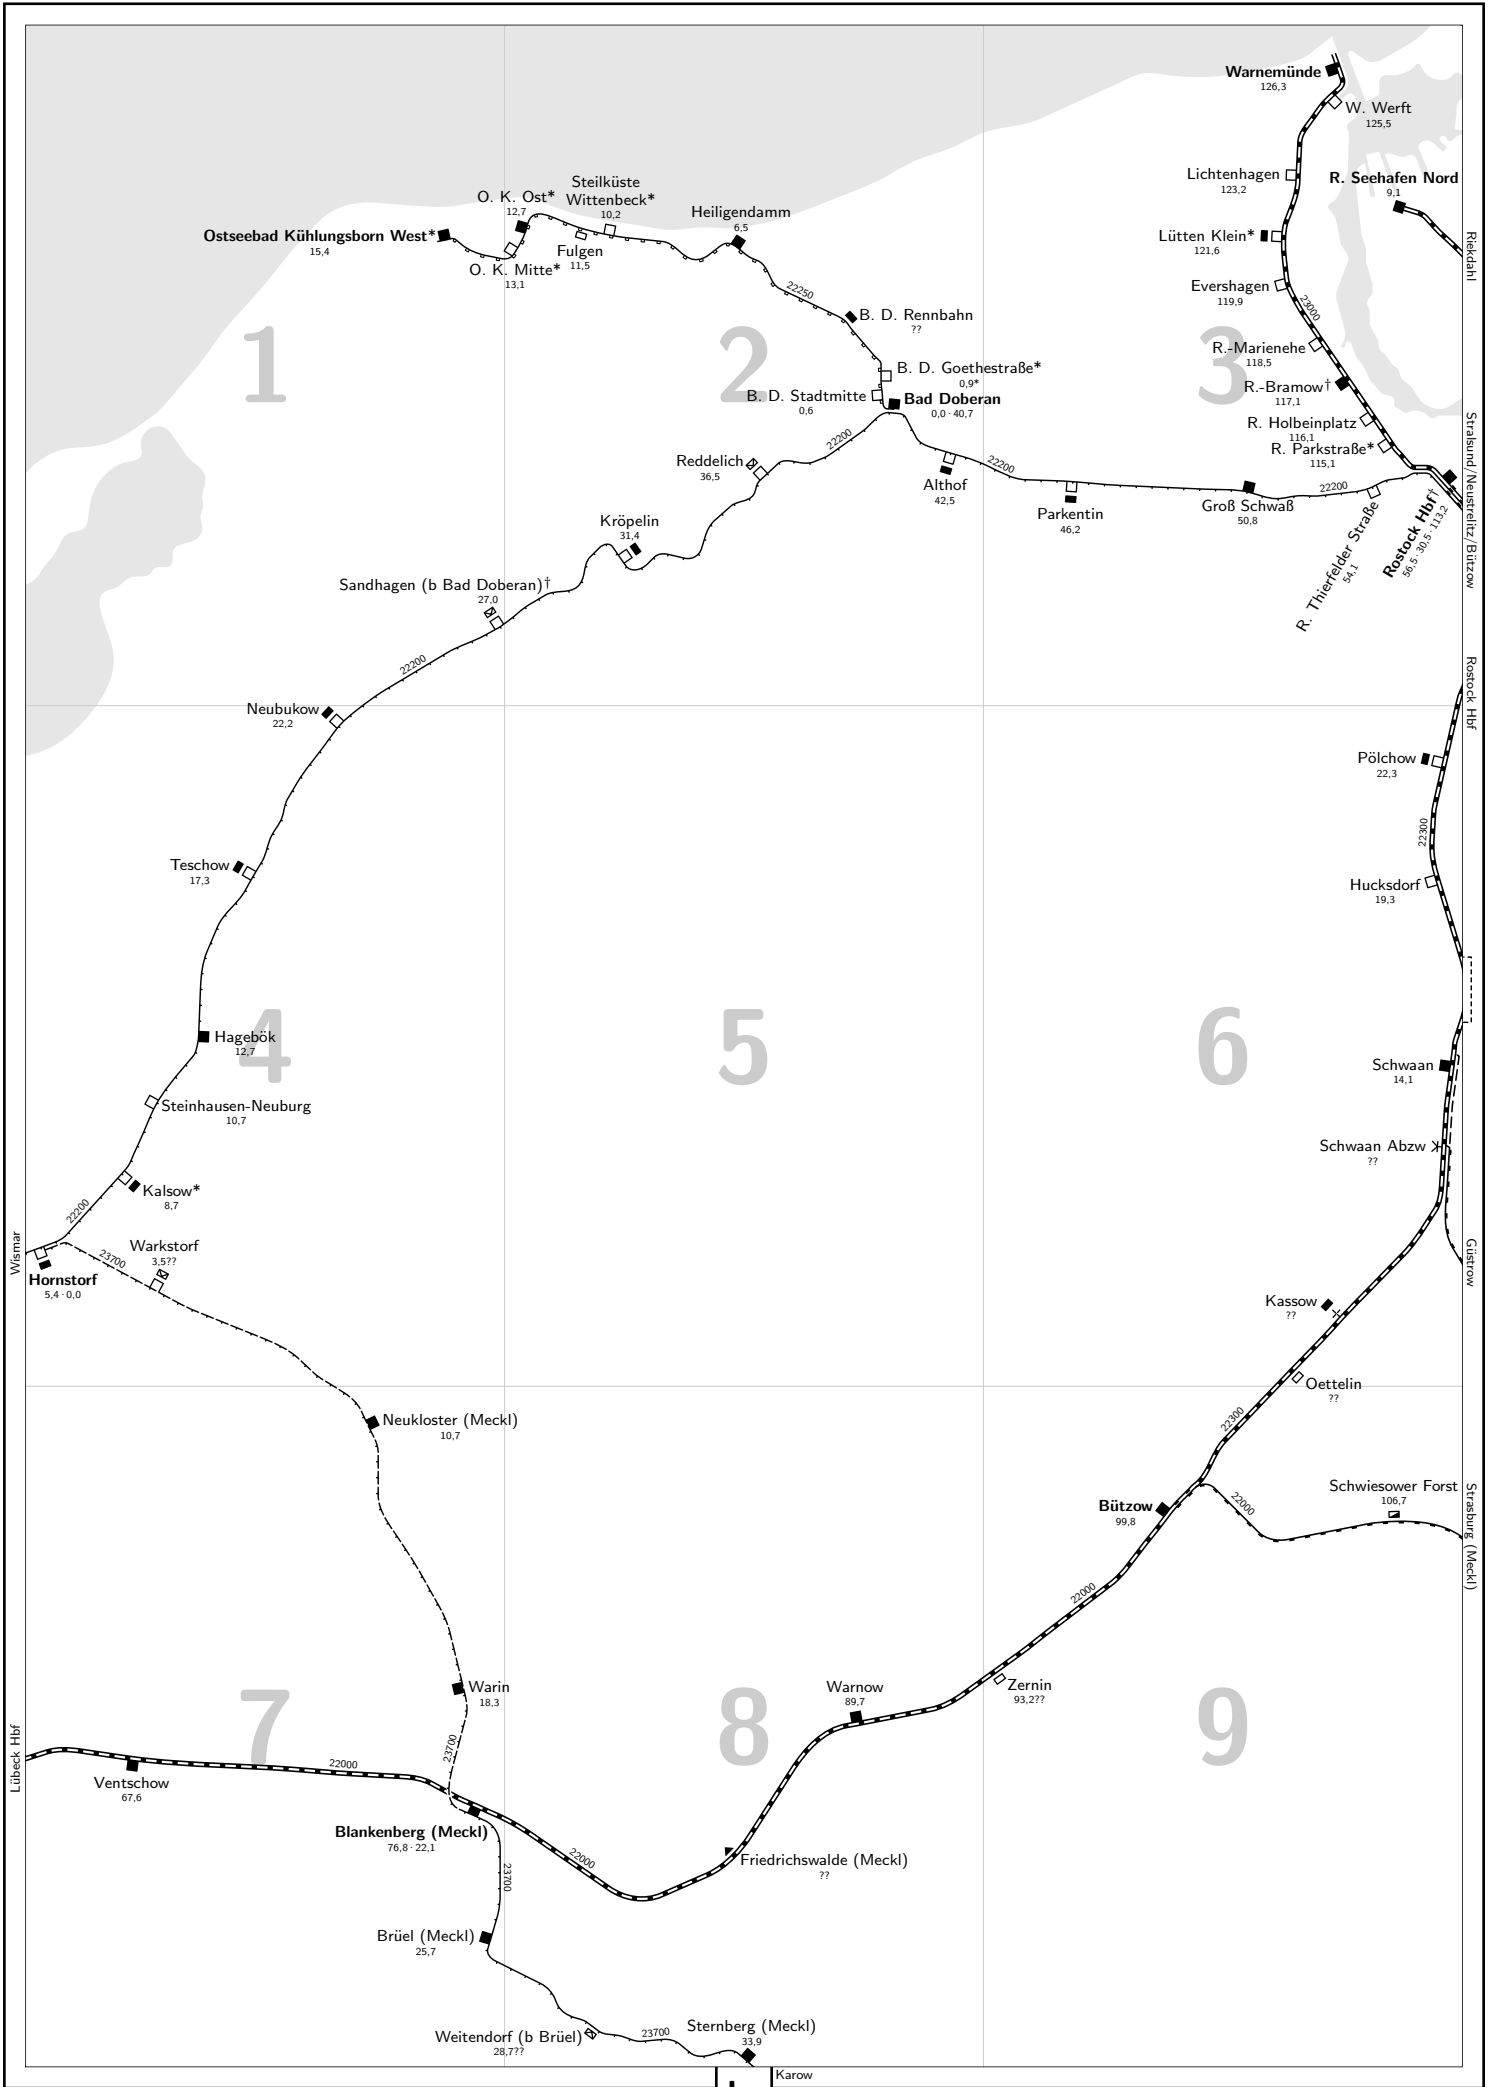 Warnemünde
126,3
W. Werft
125,5
Lichtenhagen
123,2
R. Seehafen Nord
9,1
Steilküste
Wittenbeck*
10,2
O. K. Ost*
12,7
Heiligendamm
6,5
Ostseebad Kühlungsborn West*
15,4
Fulgen
11,5
O. K. Mitte*
13,1
Lütten Klein*
121,6
Riekdahl
Evershagen
119,9
22250
23000
B. D. Rennbahn
??
1
2
3
R.-Marienehe
118,5
B. D. Goethestraße*
0,9*
R.-Bramow†
117,1
B. D. Stadtmitte
0,6
Bad Doberan
0,0 · 40,7
R. Holbeinplatz
116,1
R. Parkstraße*
115,1
22200
Reddelich
36,5
22200
Althof
42,5
Parkentin
46,2
Groß Schwaß
50,8
22200
Stralsund/Neustrelitz/Bützow
R. Thierfelder Straße
54,1
Rostock Hbf†
56,5 · 30,5 · 113,2
Kröpelin
31,4
Sandhagen (b Bad Doberan)†
27,0
22200
Neubukow
22,2
Rostock Hbf
Pölchow
22,3
22300
Teschow
17,3
Hucksdorf
19,3
4
5
6
Hagebök
12,7
Schwaan
14,1
Steinhausen-Neuburg
10,7
Schwaan Abzw
??
Kalsow*
8,7
22200
Wismar
Warkstorf
3,5??
23700
Hornstorf
5,4 · 0,0
Güstrow
Kassow
??
Oettelin
??
22300
Neukloster (Meckl)
10,7
Schwiesower Forst
106,7
22000
Bützow
99,8
Strasburg (Meckl)
22000
Warin
18,3
Zernin
93,2??
Warnow
89,7
7
8
9
23700
Lübeck Hbf
22000
Ventschow
67,6
Blankenberg (Meckl)
76,8 · 22,1
22000
Friedrichswalde (Meckl)
??
23700
Brüel (Meckl)
25,7
Weitendorf (b Brüel)
28,7??
23700
Sternberg (Meckl)
33,9
Karow